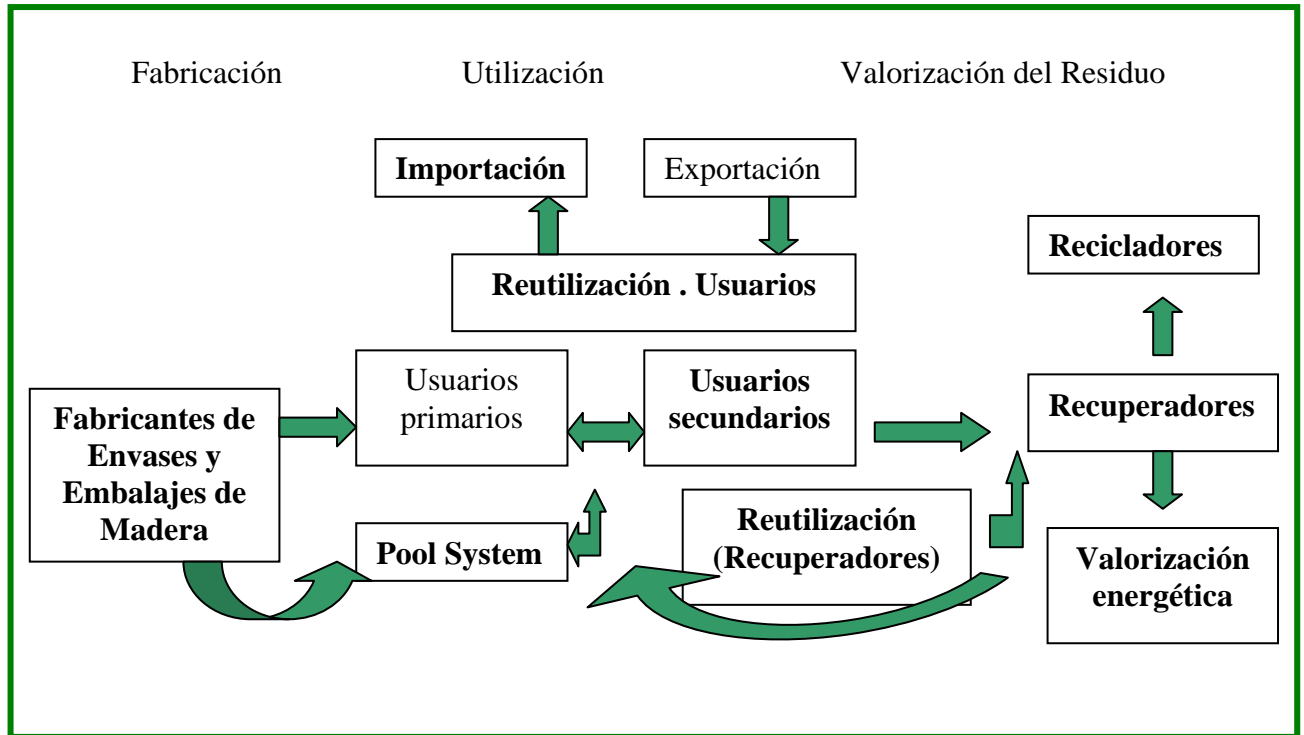 Fabricación
Utilización
Valorización del Residuo
Importación
Exportación
Reutilización . Usuarios
Recicladores
Fabricantes de
Envases y
Embalajes de
Madera
Usuarios
primarios
Usuarios
secundarios
Recuperadores
Pool System
Reutilización
(Recuperadores)
Valorización
energética